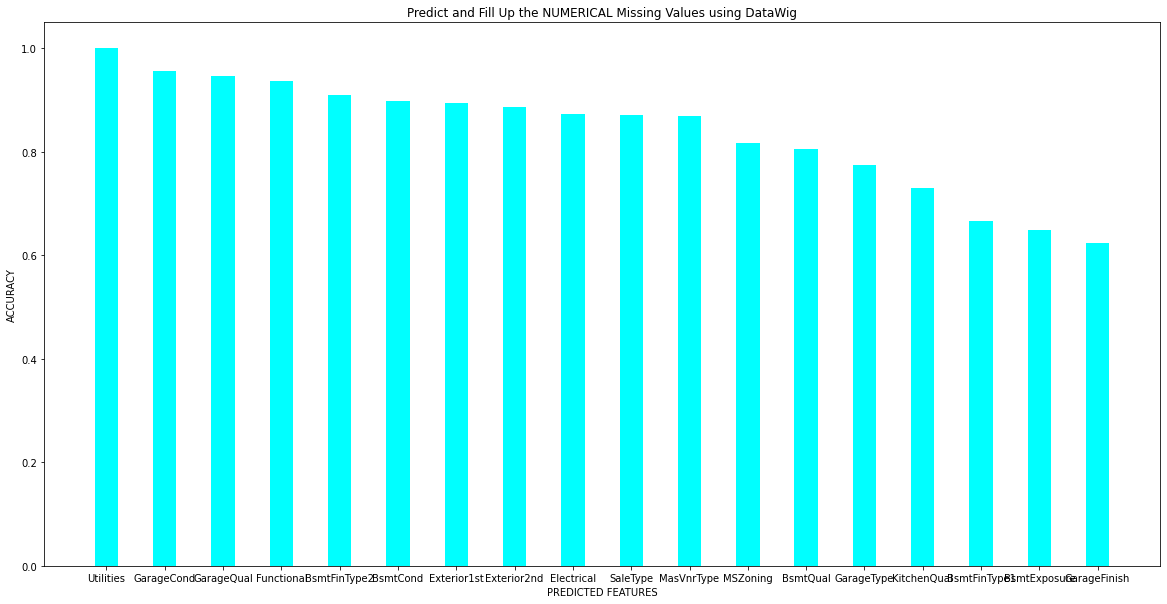 Predict and Fill Up the NUMERICAL Missing Values using DataWig
1.0
0.8
0.6
0.4
0.2
0.0
ACCURACY
Utilities GarageCond GarageQual Functional BsmtFinType2 BsmtCond Exterior1st Exterior2nd Electrical SaleType MasVnrType MSZoning BsmtQual GarageType KitchenQual BsmtFinType1 BsmtExposure GarageFinish
PREDICTED FEATURES